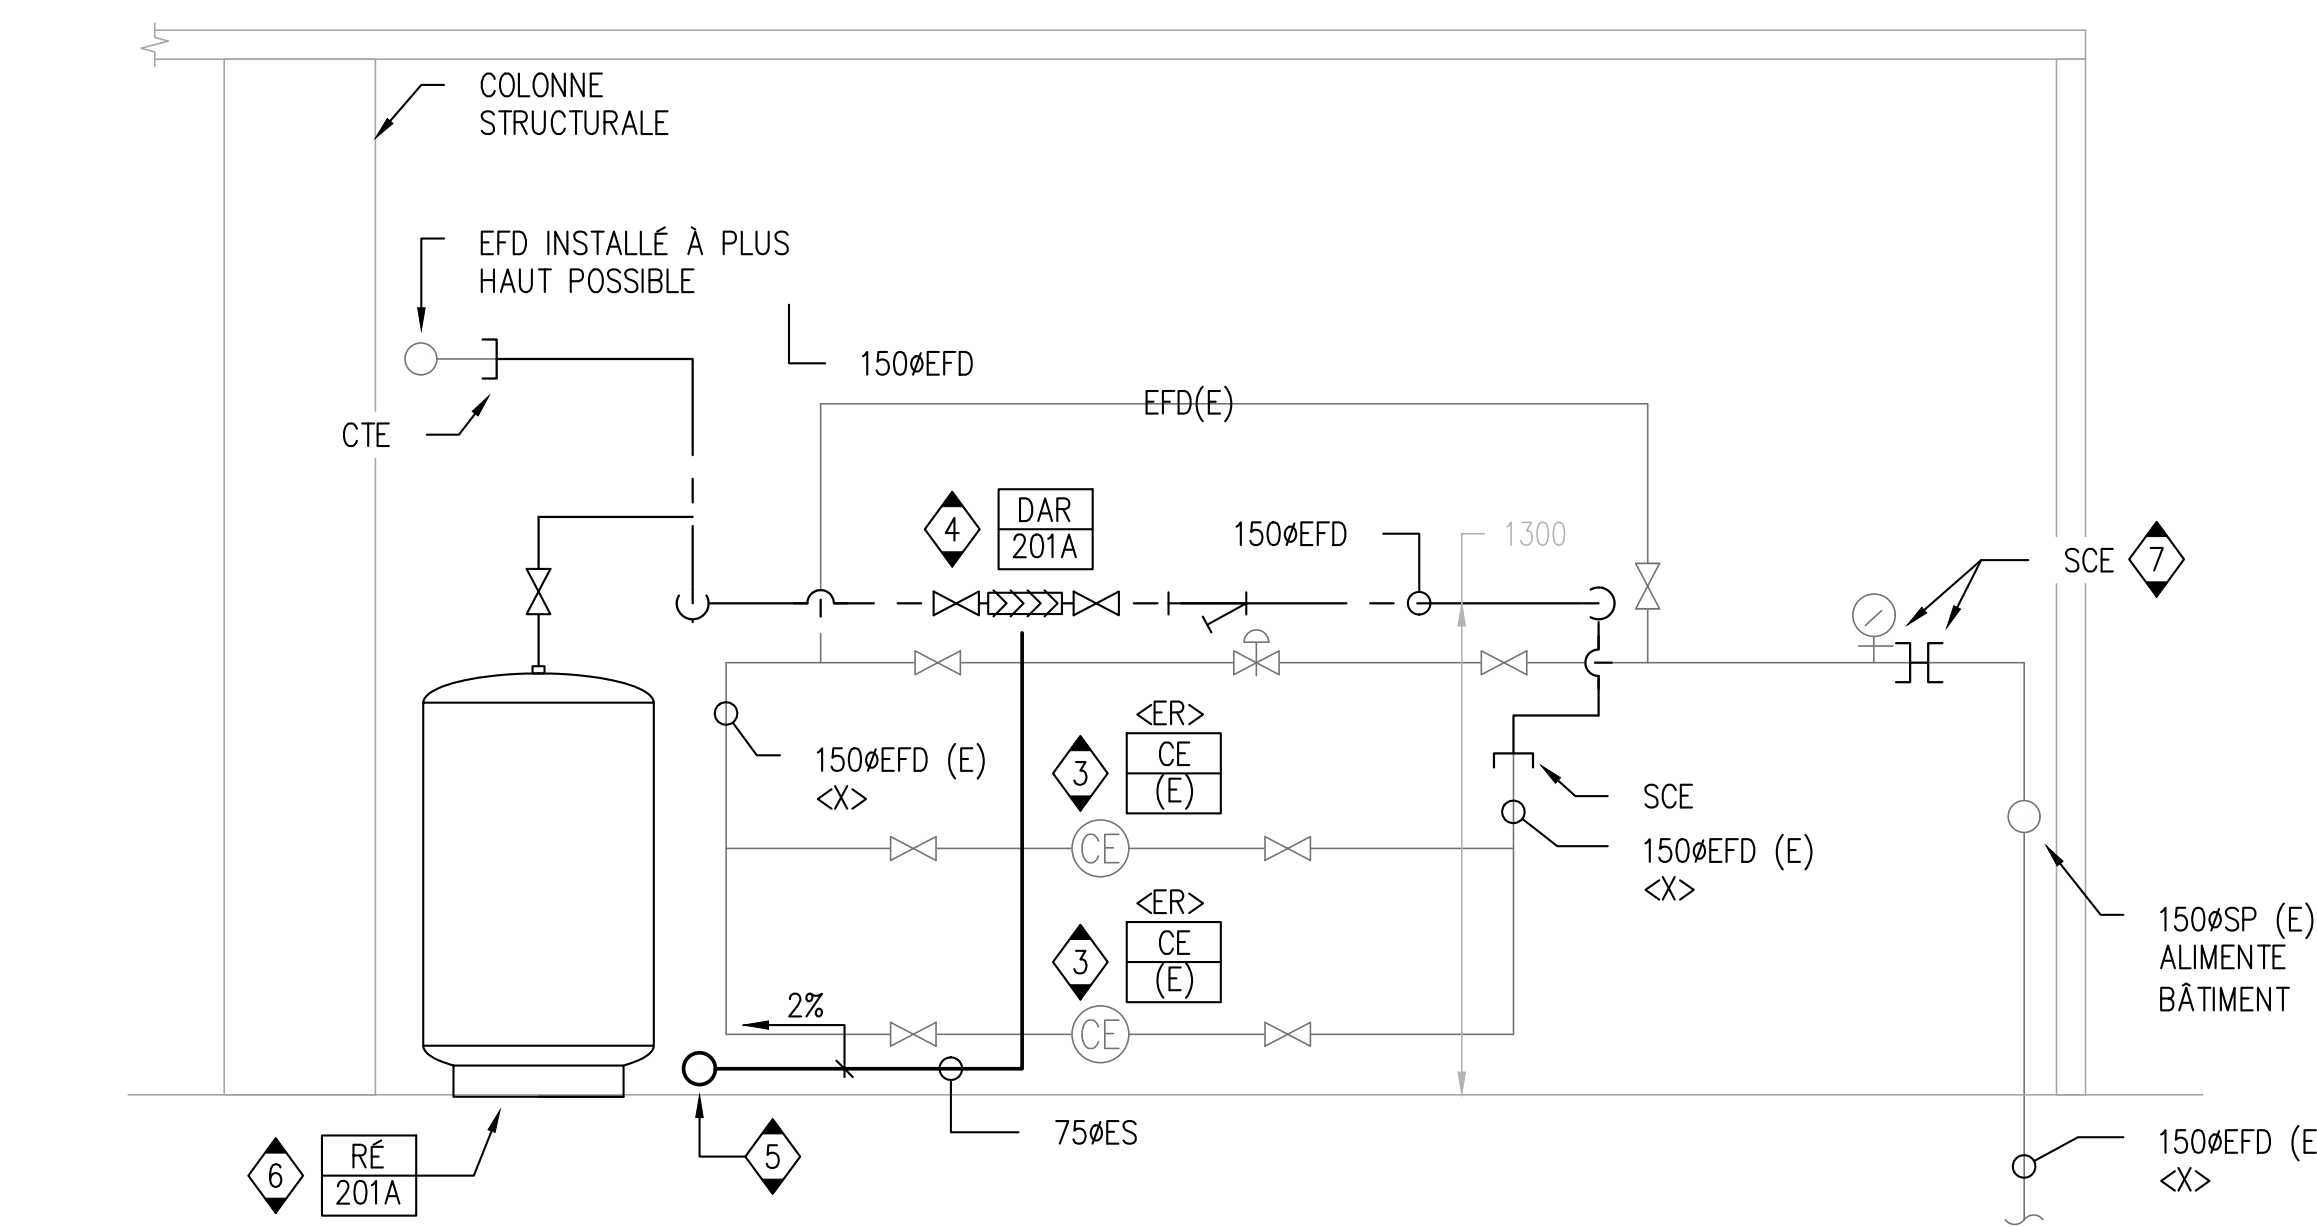 COLONNE
STRUCTURALE
EFD INSTALLÉ À PLUS
HAUT POSSIBLE
150øEFD
EFD(E)
CTE
4
DAR
201A
150øEFD
1300
SCE
7
<ER>
3
CE
(E)
150øEFD (E)
<X>
SCE
CE
150øEFD (E)
<X>
<ER>
3
CE
(E)
150øSP (E)
ALIMENTE
BÂTIMENT
2%
CE
75øES
5
6
RÉ
201A
150øEFD (E
<X>